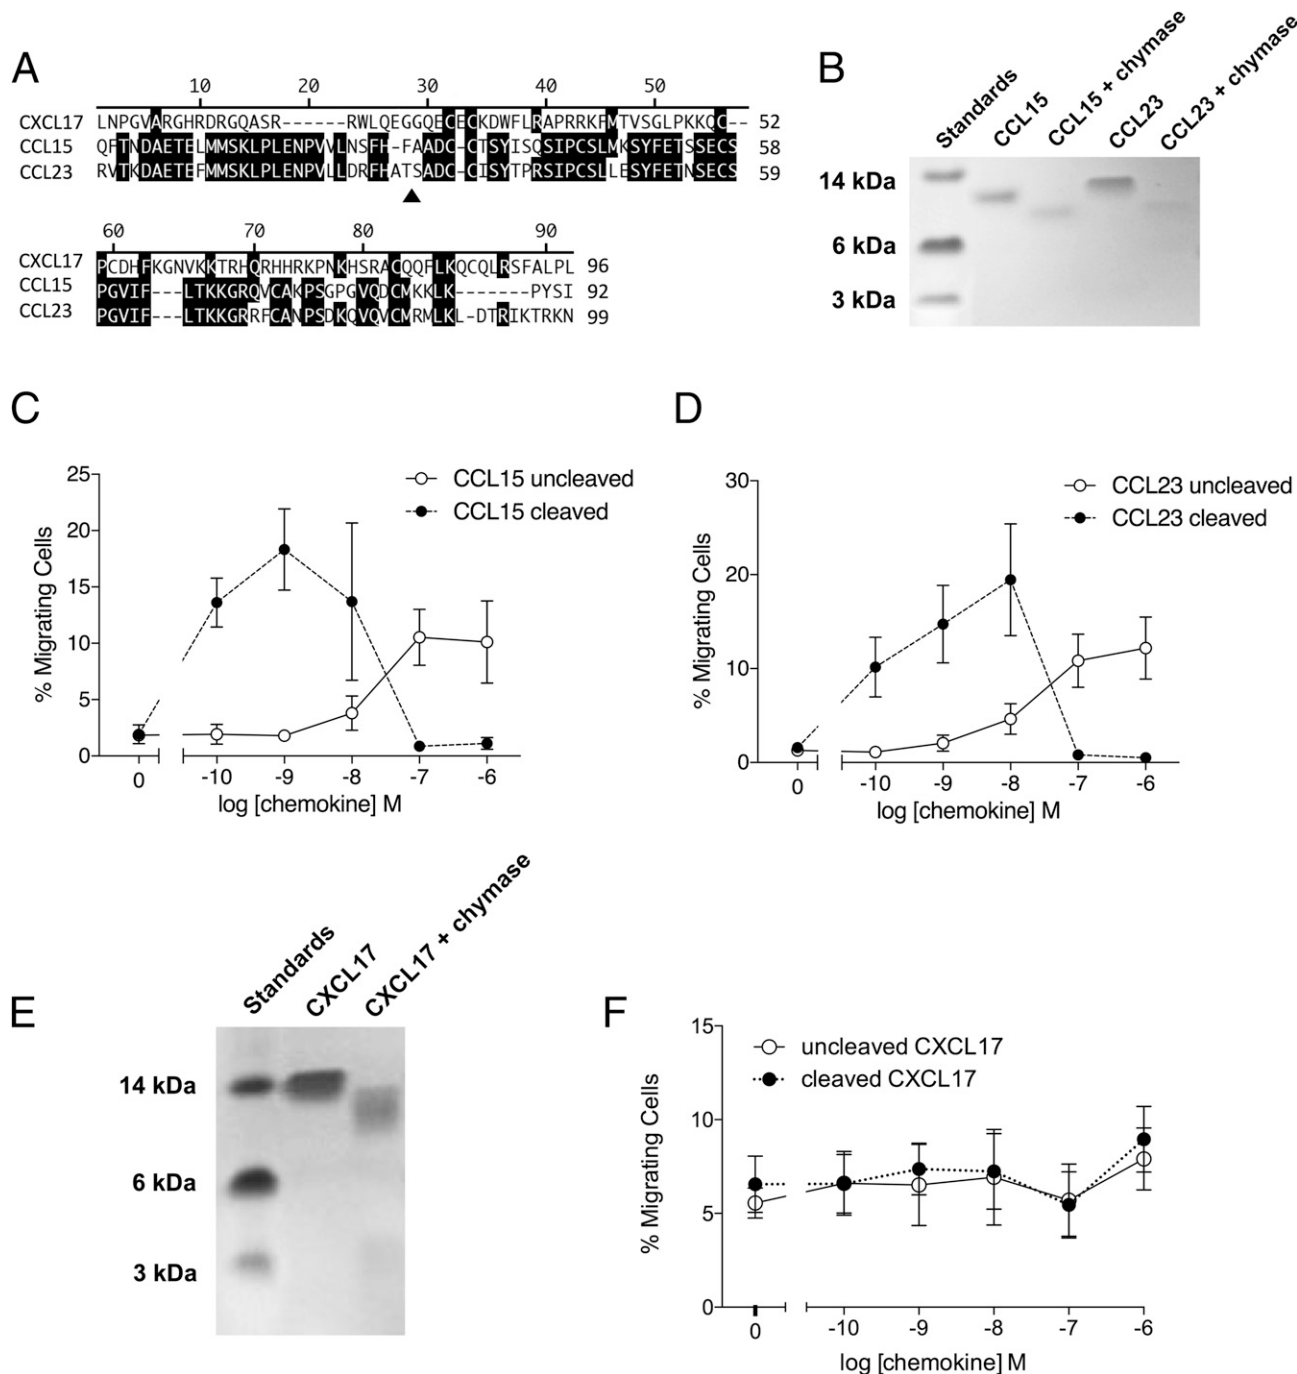 A
10 20 30 40 50
CXCL17 LNPGVARGHRDRGQASR------RWLQEGGQECECKDWFLRAPRRKFMTVSGLPKKQC-- 52
CCL15 QFTNDAETELMMSKLPLENPVVLNSFH-FAADC-CTSYISQSIPCSLMKSYFETSSECS 58
CCL23 RVTKDAETEFMMSKLPLENPVLLDRFHATSADC-CISYTPRSIPCSLLESYFETNSECS 59
60 70 80 90
CXCL17 PCDHFKGNVKKTRHQRHHRKPNKHSRACQQFLKQCQLRSFALPL 96
CCL15 PGVIF---LTKKGRQVCAKPSGPGVQDCMKKLK-------PYSI 92
CCL23 PGVIF---LTKKGRRFCANPSDKQVQVCMRMLKL-DTRIKTRKN 99
B
Standards
CCL15
CCL15 + chymase
CCL23
CCL23 + chymase
14 kDa
6 kDa
3 kDa
C
25
20
15
10
5
0
% Migrating Cells
CCL15 uncleaved
CCL15 cleaved
0 -10 -9 -8 -7 -6
log [chemokine] M
D
30
20
10
0
% Migrating Cells
CCL23 uncleaved
CCL23 cleaved
0 -10 -9 -8 -7 -6
log [chemokine] M
E
Standards
CXCL17
CXCL17 + chymase
14 kDa
6 kDa
3 kDa
F
15
10
5
0
% Migrating Cells
uncleaved CXCL17
cleaved CXCL17
0 -10 -9 -8 -7 -6
log [chemokine] M